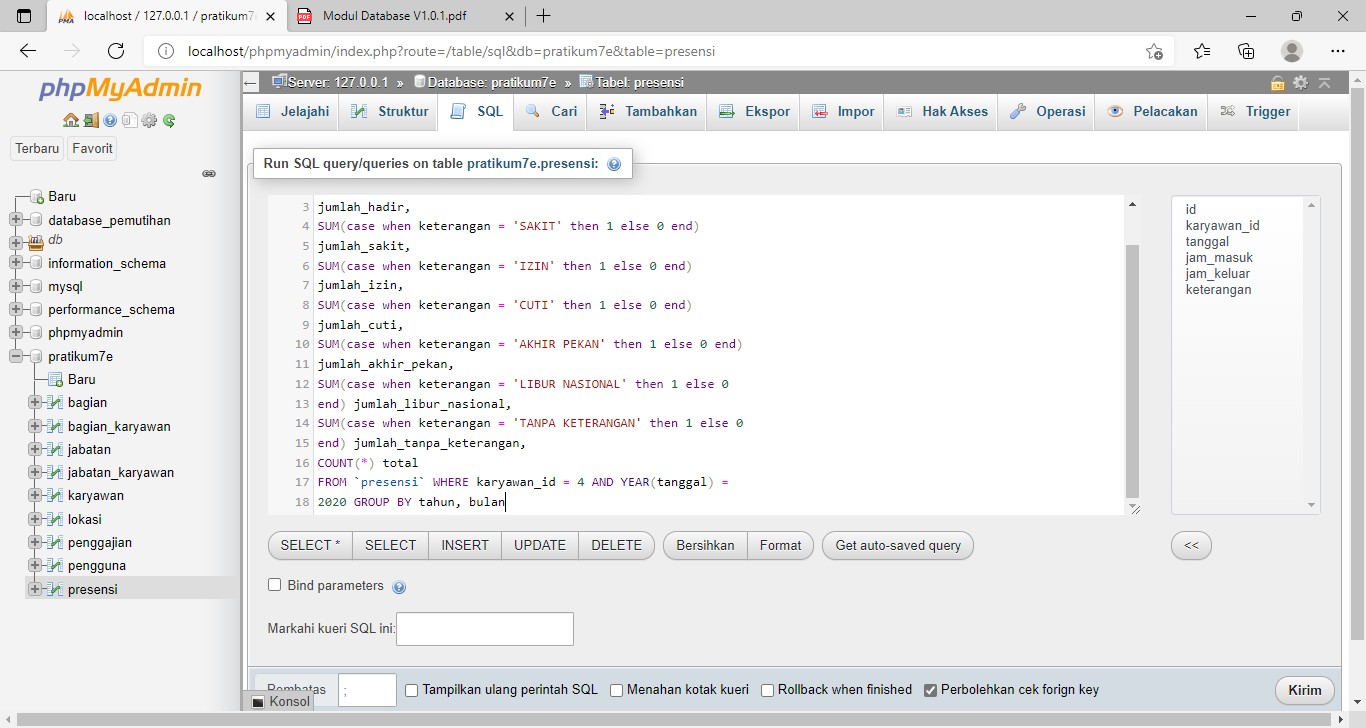 localhost / 127.0.0.1 / pratikum7
Modul Database V1.0.1.pdf
localhost/phpmyadmin/index.php?route=/table/sql&db=pratikum7e&table=presensi
phpMyAdmin
Terbaru
Favorit
Baru
database_pemutihan
db
information_schema
mysql
performance_schema
phpmyadmin
pratikum7e
Baru
bagian
bagian_karyawan
jabatan
jabatan_karyawan
karyawan
lokasi
penggajian
pengguna
presensi
Server: 127.0.0.1 » Database: pratikum7e » Tabel: presensi
Jelajahi Struktur SQL Cari Tambahkan Ekspor Impor Hak Akses Operasi Pelacakan Trigger
Run SQL query/queries on table pratikum7e.presensi:
3 jumlah_hadir,
4 SUM(case when keterangan = 'SAKIT' then 1 else 0 end)
5 jumlah_sakit,
6 SUM(case when keterangan = 'IZIN' then 1 else 0 end)
7 jumlah_izin,
8 SUM(case when keterangan = 'CUTI' then 1 else 0 end)
9 jumlah_cuti,
10 SUM(case when keterangan = 'AKHIR PEKAN' then 1 else 0 end)
11 jumlah_akhir_pekan,
12 SUM(case when keterangan = 'LIBUR NASIONAL' then 1 else 0
13 end) jumlah_libur_nasional,
14 SUM(case when keterangan = 'TANPA KETERANGAN' then 1 else 0
15 end) jumlah_tanpa_keterangan,
16 COUNT(*) total
17 FROM `presensi` WHERE karyawan_id = 4 AND YEAR(tanggal) =
18 2020 GROUP BY tahun, bulan
id
karyawan_id
tanggal
jam_masuk
jam_keluar
keterangan
SELECT * SELECT INSERT UPDATE DELETE Bersihkan Format Get auto-saved query <<
Bind parameters
Markahi kueri SQL ini:
Pembatas ; Tampilkan ulang perintah SQL Menahan kotak kueri Rollback when finished Perbolehkan cek forign key Kirim
Konsol